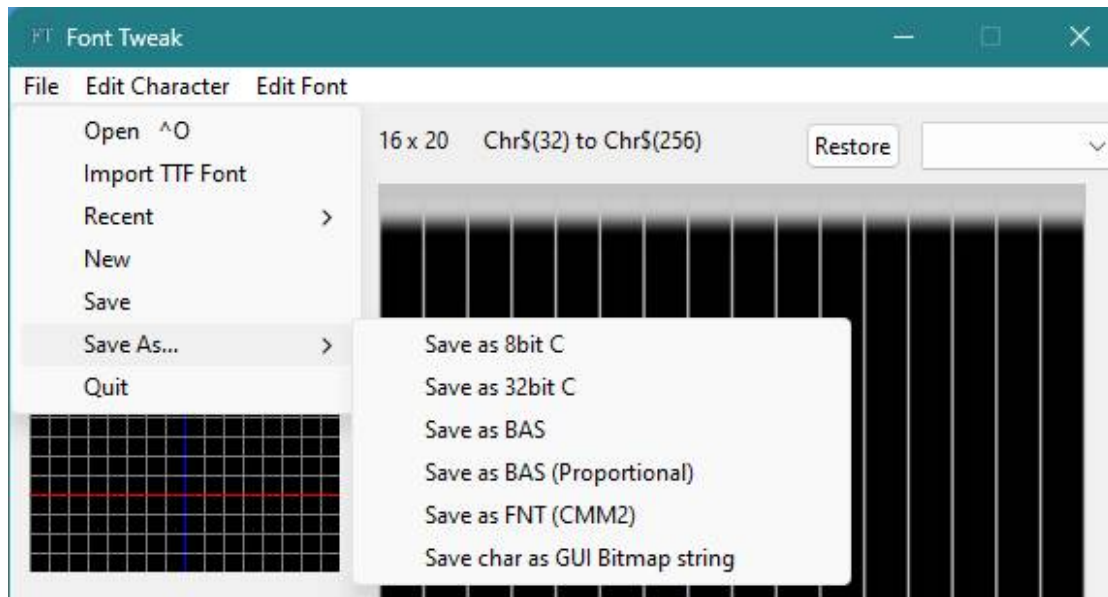 FT Font Tweak
File Edit Character Edit Font
Open ^O
Import TTF Font
Recent
New
Save
Save As...
Quit
16 x 20 Chr$(32) to Chr$(256)
Restore
Save as 8bit C
Save as 32bit C
Save as BAS
Save as BAS (Proportional)
Save as FNT (CMM2)
Save char as GUI Bitmap string